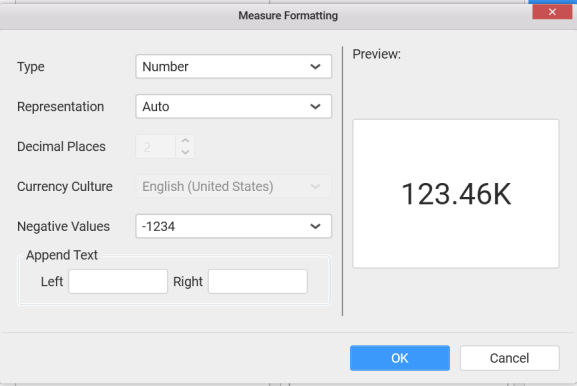 Measure Formatting
Type Number
Preview:
Representation Auto
Decimal Places 2
Currency Culture English (United States)
123.46K
Negative Values -1234
Append Text
Left Right
OK Cancel